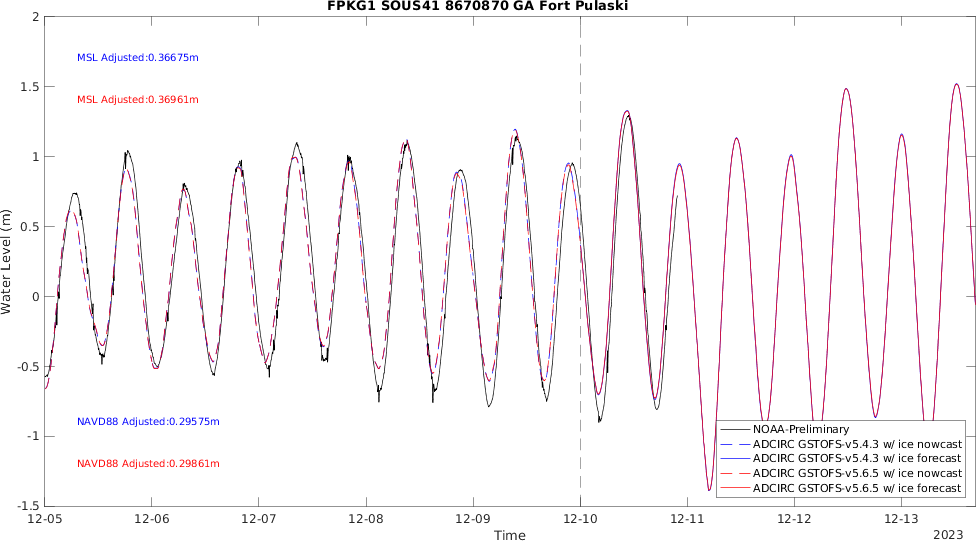 FPKG1 SOUS41 8670870 GA Fort Pulaski
2
1.5
1
0.5
0
-0.5
-1
-1.5
Water Level (m)
MSL Adjusted:0.36675m
MSL Adjusted:0.36961m
NAVD88 Adjusted:0.29575m
NAVD88 Adjusted:0.29861m
NOAA-Preliminary
ADCIRC GSTOFS-v5.4.3 w/ ice nowcast
ADCIRC GSTOFS-v5.4.3 w/ ice forecast
ADCIRC GSTOFS-v5.6.5 w/ ice nowcast
ADCIRC GSTOFS-v5.6.5 w/ ice forecast
12-05 12-06 12-07 12-08 12-09 12-10 12-11 12-12 12-13
Time
2023